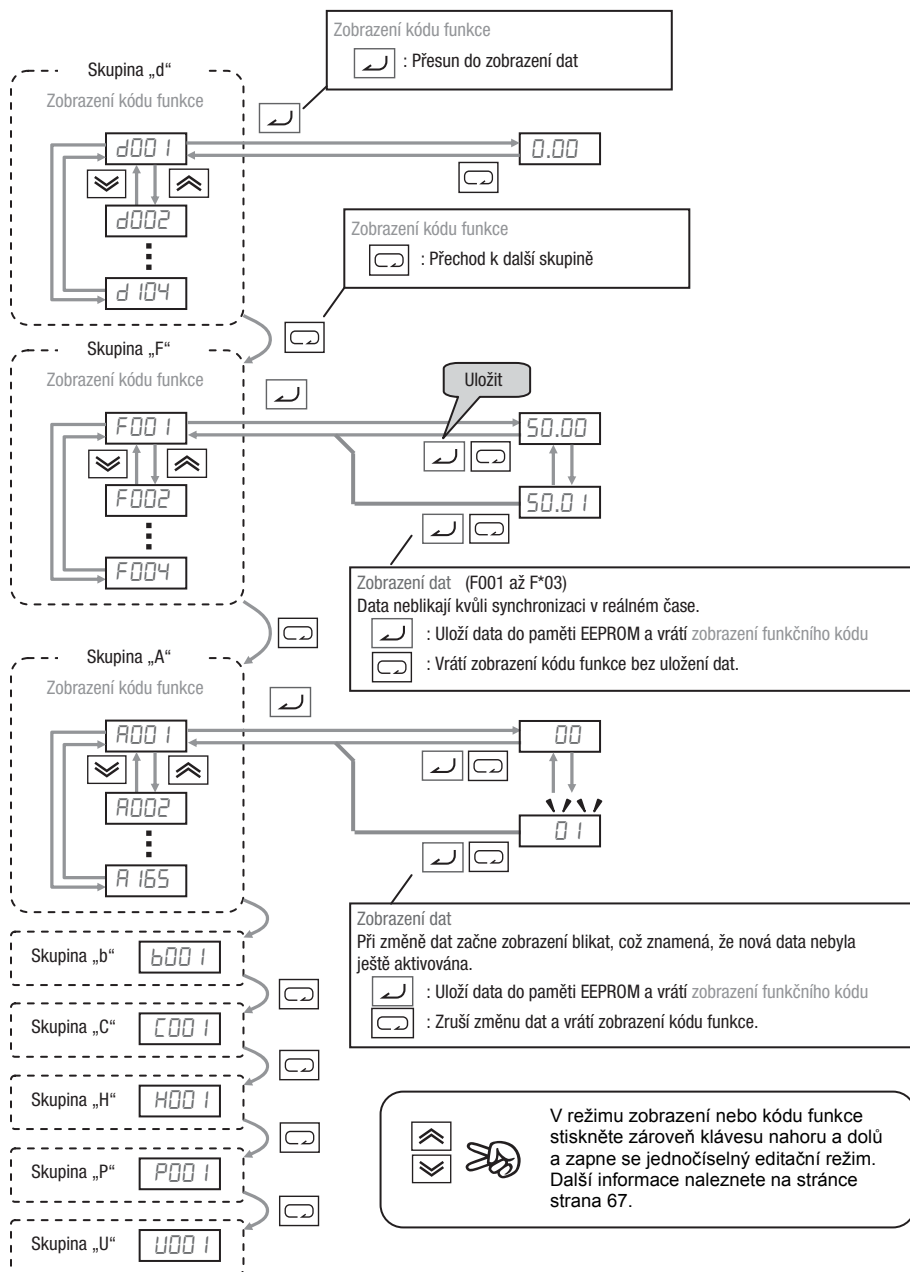 Zobrazení kódu funkce
: Přesun do zobrazení dat
Skupina „d“
Zobrazení kódu funkce
d001
0.00
d002
Zobrazení kódu funkce
: Přechod k další skupině
d104
Skupina „F“
Zobrazení kódu funkce
Uložit
F001
50.00
F002
50.01
F004
Zobrazení dat (F001 až F*03)
Data neblikají kvůli synchronizaci v reálném čase.
: Uloží data do paměti EEPROM a vrátí zobrazení funkčního kódu
: Vrátí zobrazení kódu funkce bez uložení dat.
Skupina „A“
Zobrazení kódu funkce
A001
00
A002
01
A165
Zobrazení dat
Při změně dat začne zobrazení blikat, což znamená, že nová data nebyla
ještě aktivována.
: Uloží data do paměti EEPROM a vrátí zobrazení funkčního kódu
: Zruší změnu dat a vrátí zobrazení kódu funkce.
Skupina „b“ b001
Skupina „C“ C001
Skupina „H“ H001
Skupina „P“ P001
Skupina „U“ U001
V režimu zobrazení nebo kódu funkce
stiskněte zároveň klávesu nahoru a dolů
a zapne se jednočíselný editační režim.
Další informace naleznete na stránce
strana 67.